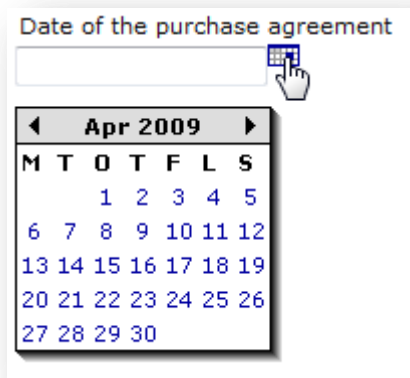 Date of the purchase agreement
Apr 2009
M T O T F L S
1 2 3 4 5
6 7 8 9 10 11 12
13 14 15 16 17 18 19
20 21 22 23 24 25 26
27 28 29 30